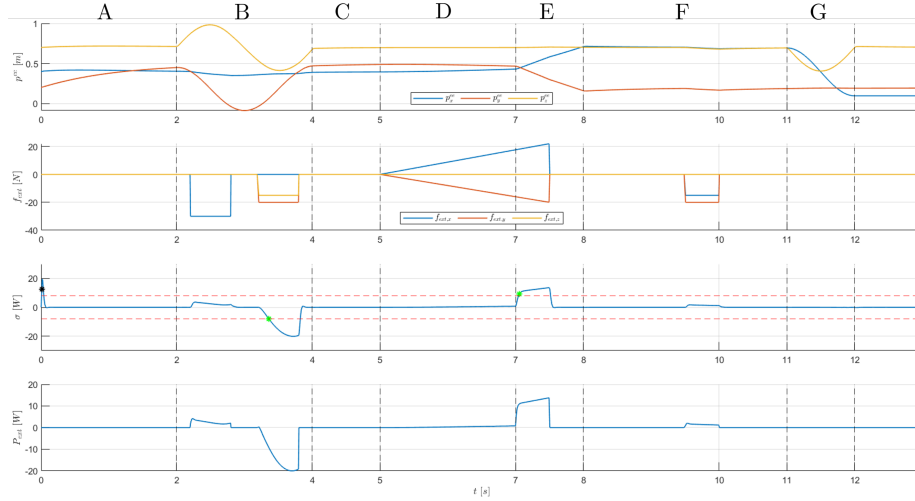 A B C D E F G
1
0.5
0
p^w [m]
p_x^w p_y^w p_z^w
0 2 4 5 7 8 10 11 12
20
0
-20
-40
f_ext [N]
f_ext,x f_ext,y f_ext,z
0 2 4 5 7 8 10 11 12
20
0
-20
σ [W]
0 2 4 5 7 8 10 11 12
20
10
0
-10
-20
P_ext [W]
0 2 4 5 7 8 10 11 12
t [s]